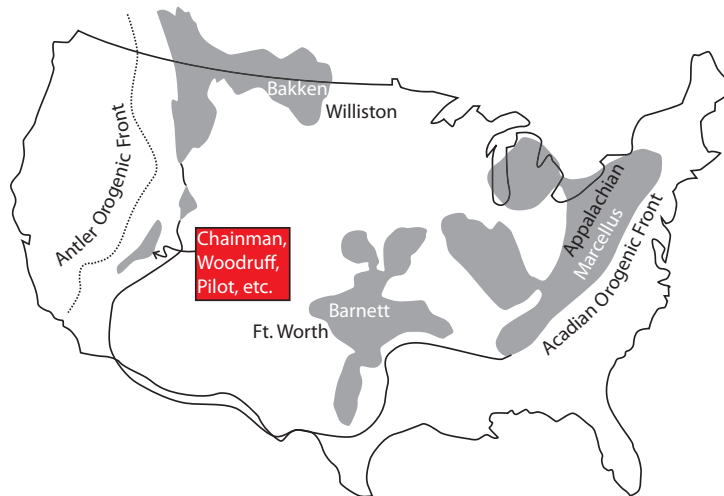 Bakken
Williston
Antler Orogenic Front
Chainman,
Woodruff,
Pilot, etc.
Appalachian
Marcellus
Acadian Orogenic Front
Barnett
Ft. Worth